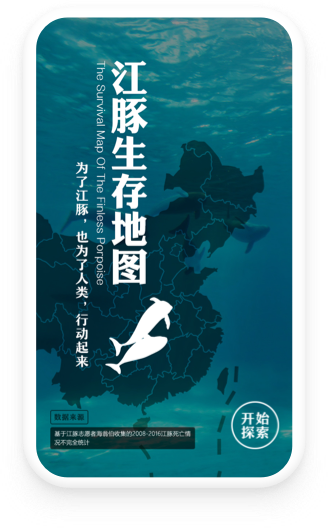 江豚生存地图
The Survival Map Of The Finless Porpoise
为了江豚，也为了人类，行动起来
数据来源
基于江豚志愿者海翁伯收集的2008-2016江豚死亡情
况不完全统计
开始
探索